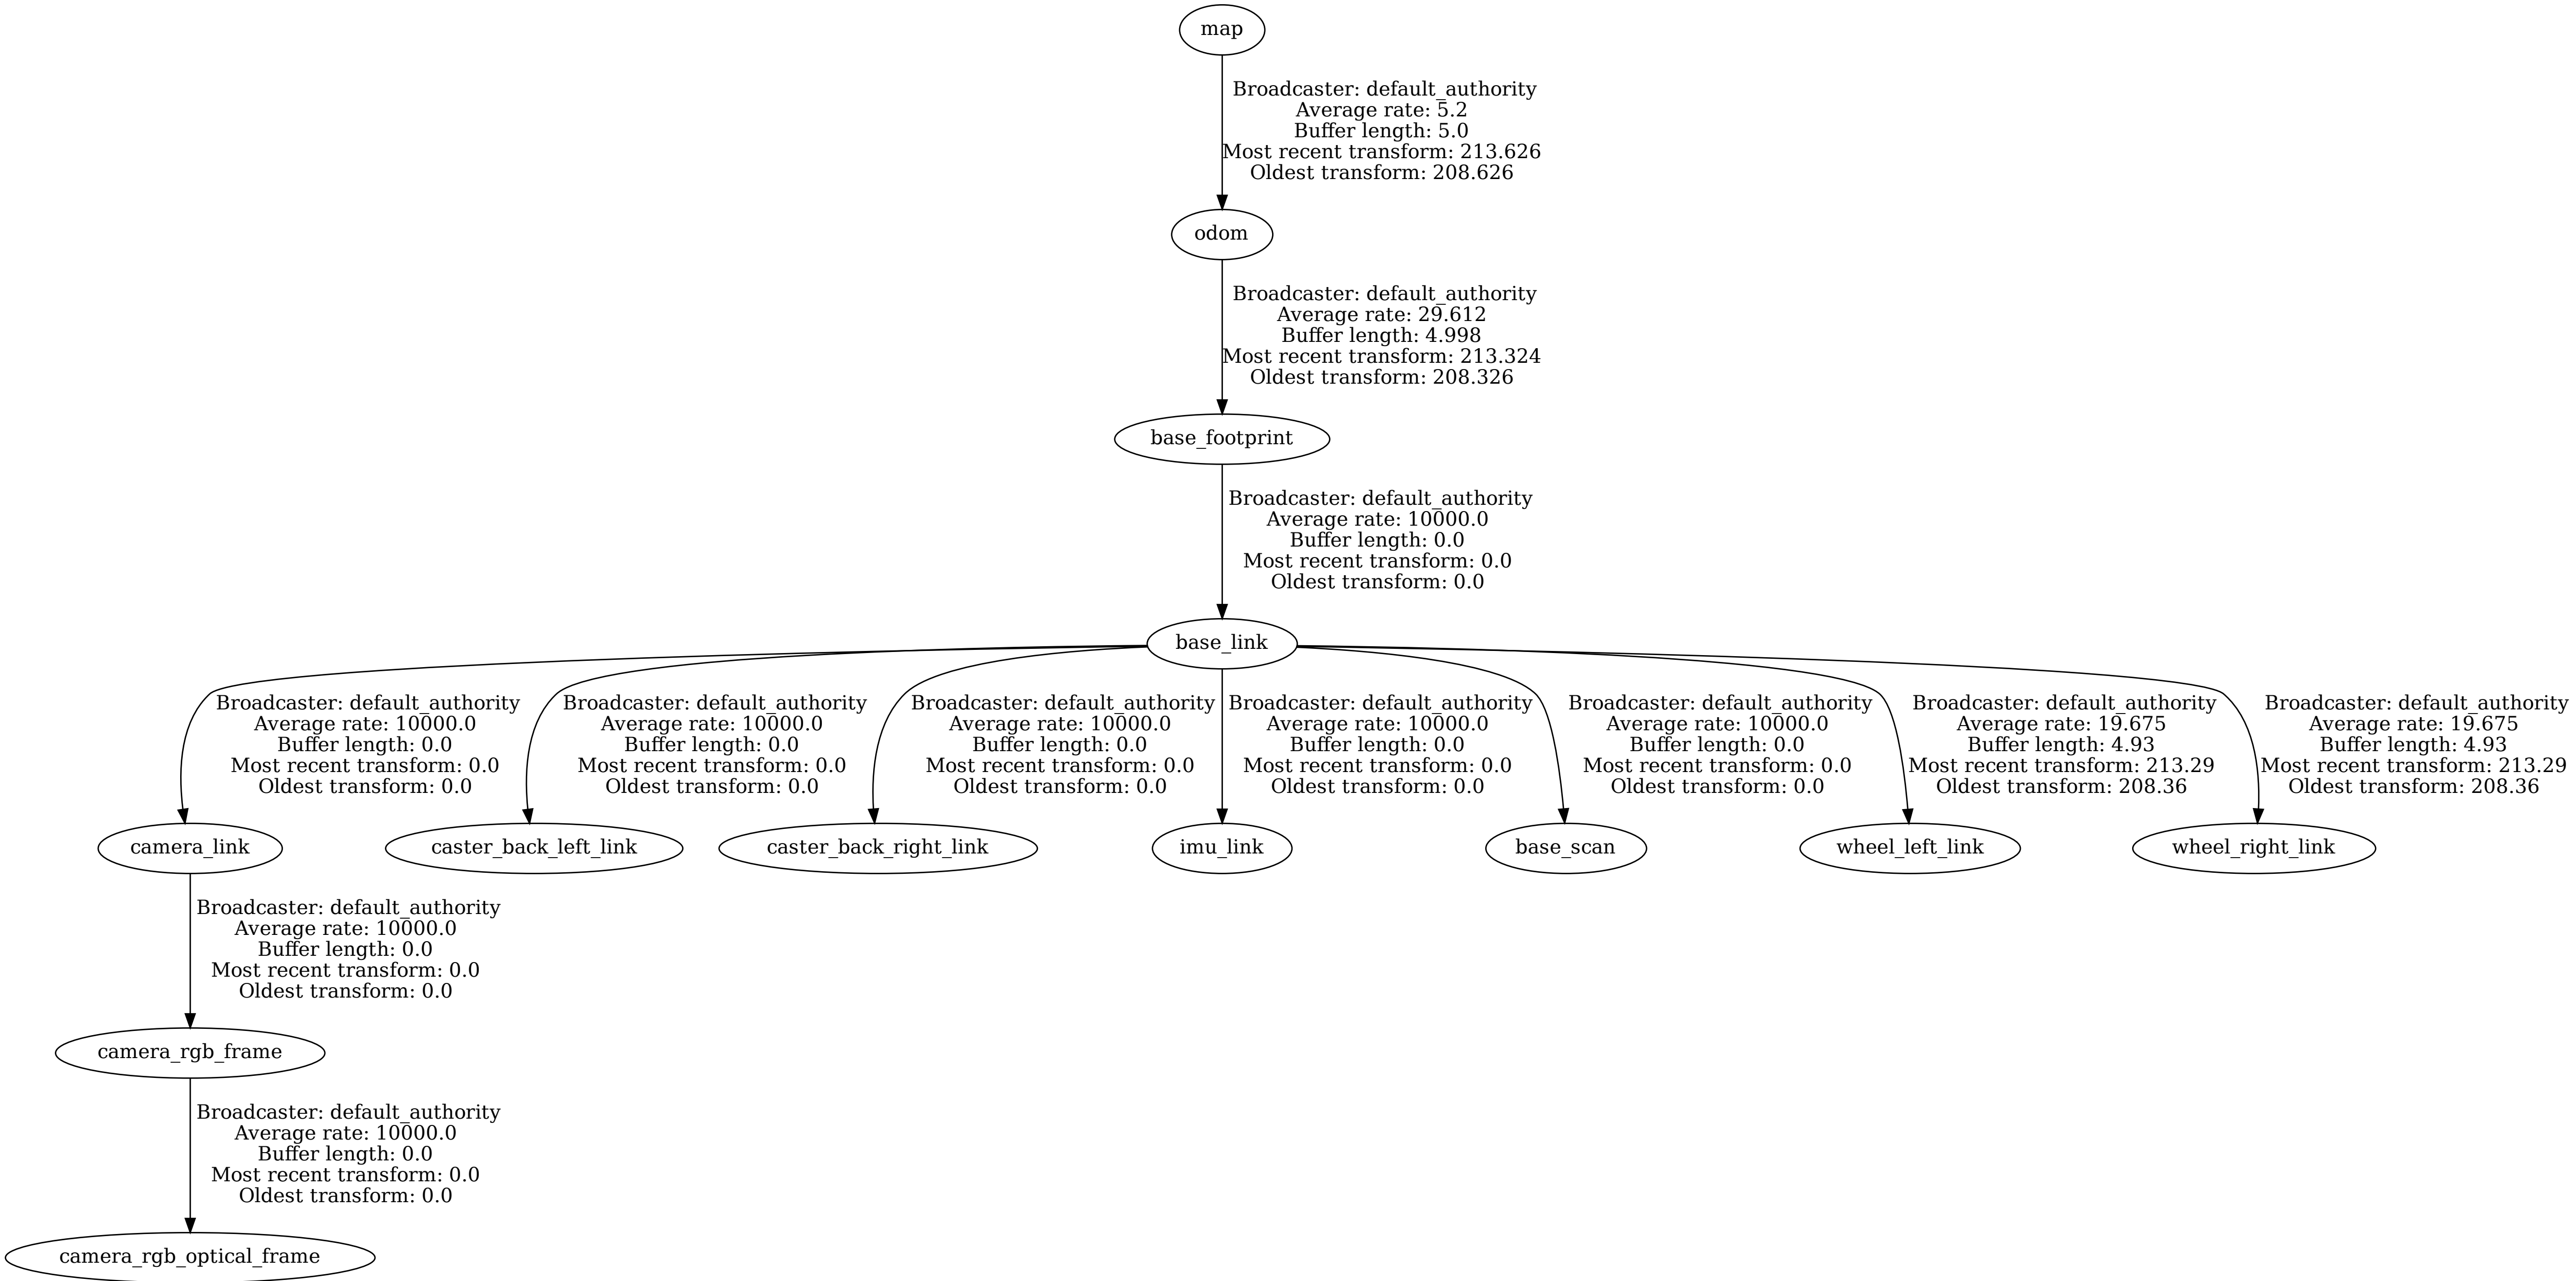 map
Broadcaster: default_authority
Average rate: 5.2
Buffer length: 5.0
Most recent transform: 213.626
Oldest transform: 208.626
odom
Broadcaster: default_authority
Average rate: 29.612
Buffer length: 4.998
Most recent transform: 213.324
Oldest transform: 208.326
base_footprint
Broadcaster: default_authority
Average rate: 10000.0
Buffer length: 0.0
Most recent transform: 0.0
Oldest transform: 0.0
base_link
Broadcaster: default_authority
Average rate: 10000.0
Buffer length: 0.0
Most recent transform: 0.0
Oldest transform: 0.0
Broadcaster: default_authority
Average rate: 10000.0
Buffer length: 0.0
Most recent transform: 0.0
Oldest transform: 0.0
Broadcaster: default_authority
Average rate: 10000.0
Buffer length: 0.0
Most recent transform: 0.0
Oldest transform: 0.0
Broadcaster: default_authority
Average rate: 10000.0
Buffer length: 0.0
Most recent transform: 0.0
Oldest transform: 0.0
Broadcaster: default_authority
Average rate: 10000.0
Buffer length: 0.0
Most recent transform: 0.0
Oldest transform: 0.0
Broadcaster: default_authority
Average rate: 19.675
Buffer length: 4.93
Most recent transform: 213.29
Oldest transform: 208.36
Broadcaster: default_authority
Average rate: 19.675
Buffer length: 4.93
Most recent transform: 213.29
Oldest transform: 208.36
camera_link
caster_back_left_link
caster_back_right_link
imu_link
base_scan
wheel_left_link
wheel_right_link
Broadcaster: default_authority
Average rate: 10000.0
Buffer length: 0.0
Most recent transform: 0.0
Oldest transform: 0.0
camera_rgb_frame
Broadcaster: default_authority
Average rate: 10000.0
Buffer length: 0.0
Most recent transform: 0.0
Oldest transform: 0.0
camera_rgb_optical_frame